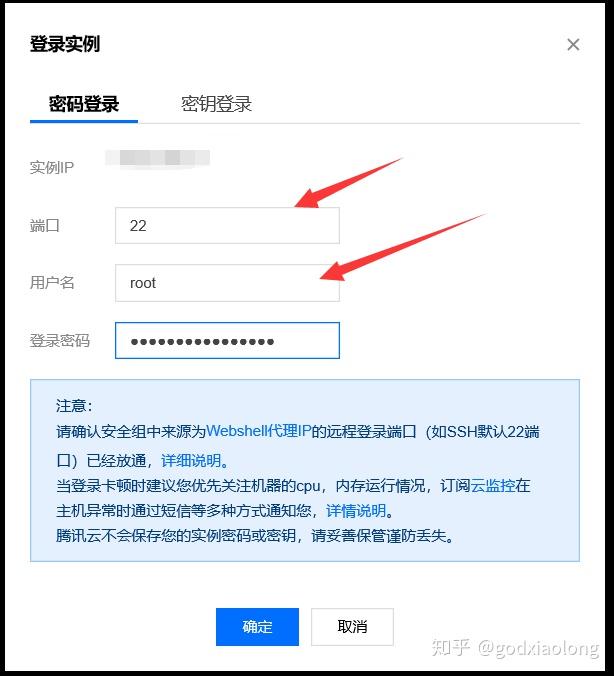 登录实例
密码登录 密钥登录
实例IP
端口 22
用户名 root
登录密码 ●●●●●●●●●●●●●●●●
注意：
请确认安全组中来源为Webshell代理IP的远程登录端口（如SSH默认22端
口）已经放通，详细说明。
当登录卡顿时建议您优先关注机器的cpu，内存运行情况，订阅云监控在
主机异常时通过短信等多种方式通知您，详情说明。
腾讯云不会保存您的实例密码或密钥，请妥善保管谨防丢失。
确定 取消
知乎 @godxiaolong